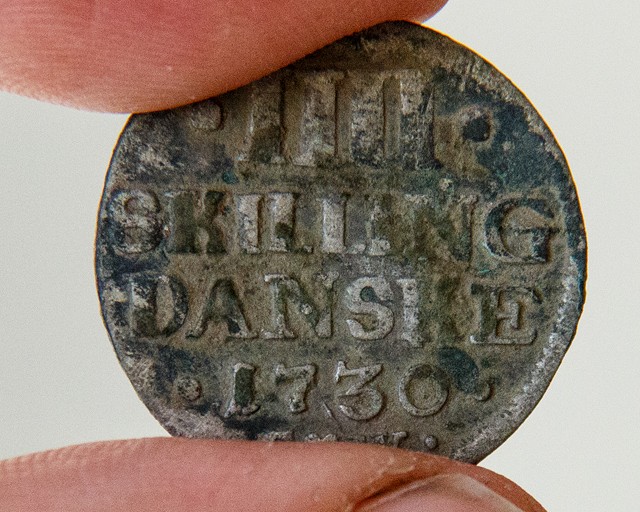 · IIII ·
SKILLING
DANSKE
· 1730 ·